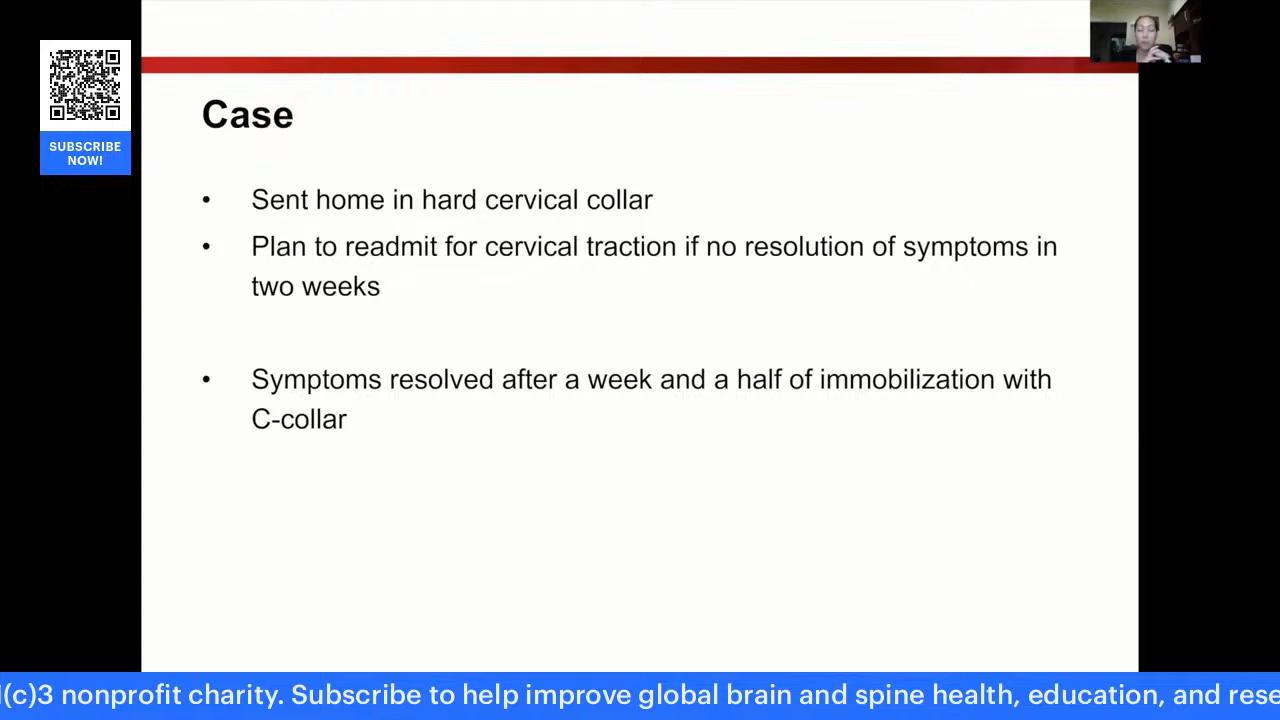 SUBSCRIBE
NOW!
Case
• Sent home in hard cervical collar
• Plan to readmit for cervical traction if no resolution of symptoms in
two weeks
• Symptoms resolved after a week and a half of immobilization with
C-collar
(c)3 nonprofit charity. Subscribe to help improve global brain and spine health, education, and